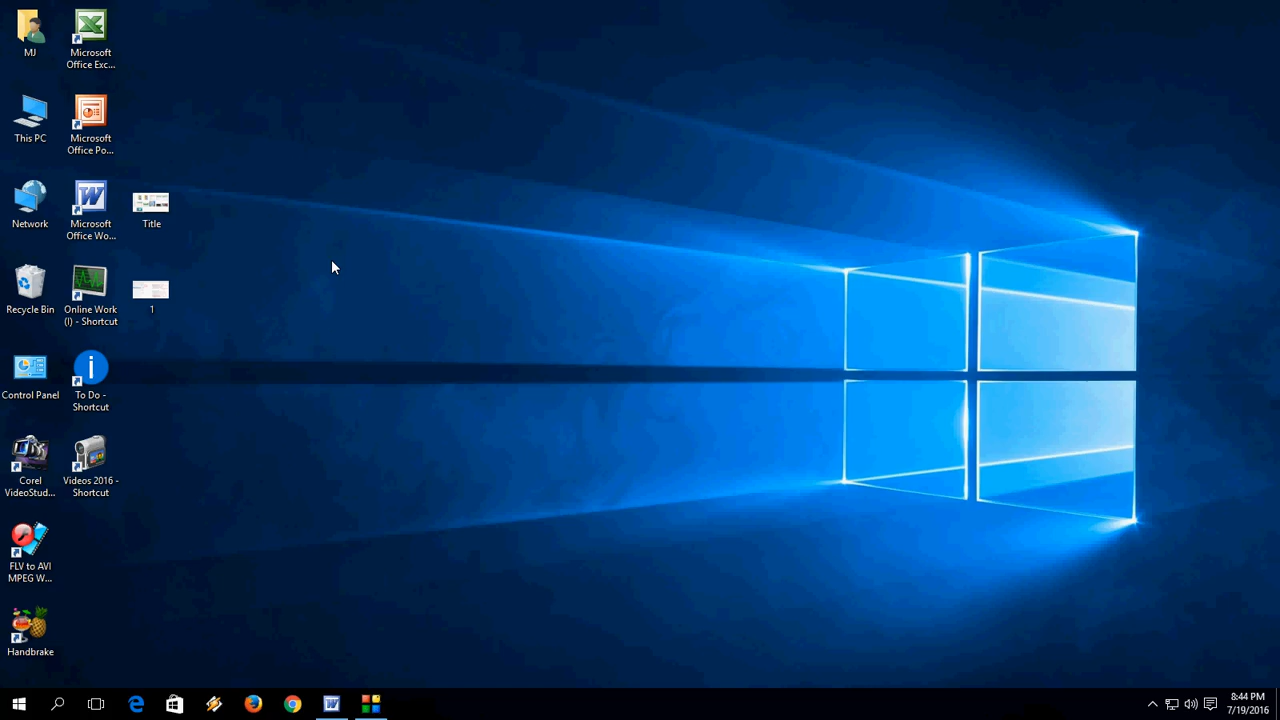 MJ
Microsoft
Office Exc...
This PC
Microsoft
Office Po...
Network
Microsoft
Office Wo...
Title
Recycle Bin
Online Work
(I) - Shortcut
1
Control Panel
To Do -
Shortcut
Corel
VideoStud...
Videos 2016 -
Shortcut
FLV to AVI
MPEG W...
Handbrake
8:44 PM
7/19/2016